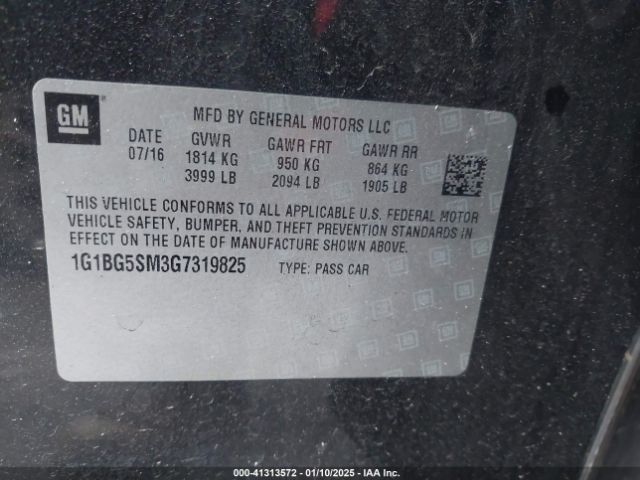 GM
MFD BY GENERAL MOTORS LLC
DATE GVWR GAWR FRT GAWR RR
07/16 1814 KG 950 KG 864 KG
3999 LB 2094 LB 1905 LB
THIS VEHICLE CONFORMS TO ALL APPLICABLE U.S. FEDERAL MOTOR
VEHICLE SAFETY, BUMPER, AND THEFT PREVENTION STANDARDS IN
EFFECT ON THE DATE OF MANUFACTURE SHOWN ABOVE
1G1BG5SM3G7319825 TYPE: PASS CAR
000-41313572 — 01/10/2025 — IAA Inc.